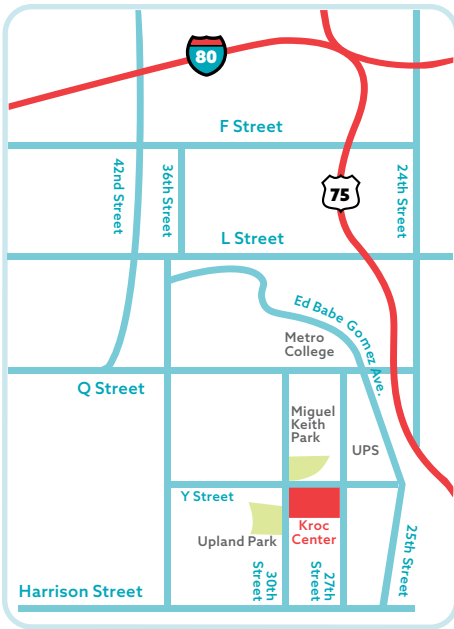 80
F Street
42nd Street
36th Street
75
24th Street
L Street
Ed Babe Gomez Ave.
Metro
College
Q Street
Miguel
Keith
Park
UPS
Y Street
Kroc
Center
Upland Park
30th
Street
27th
Street
25th Street
Harrison Street